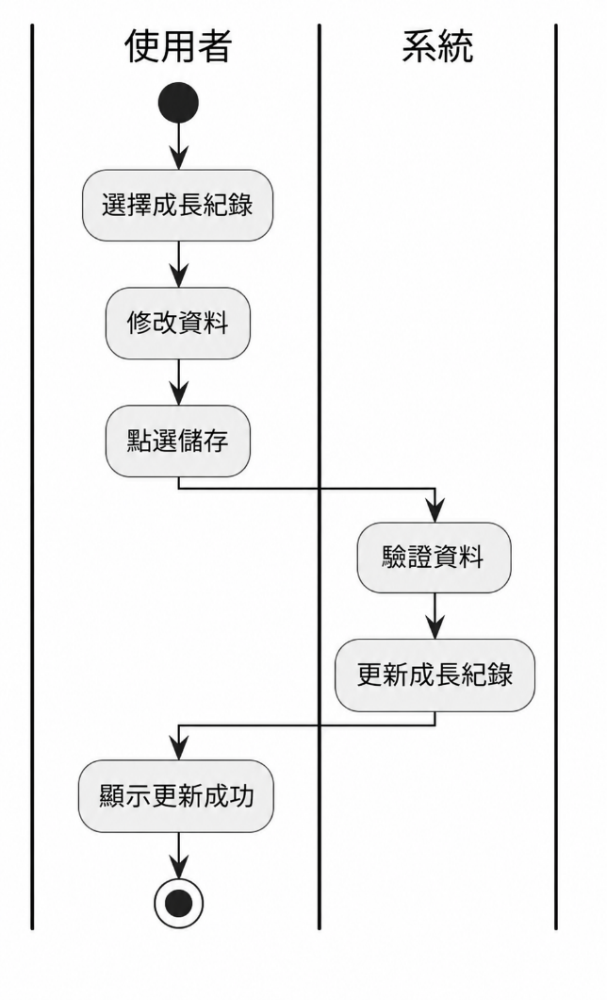 使用者
系統
選擇成長紀錄
修改資料
點選儲存
驗證資料
更新成長紀錄
顯示更新成功